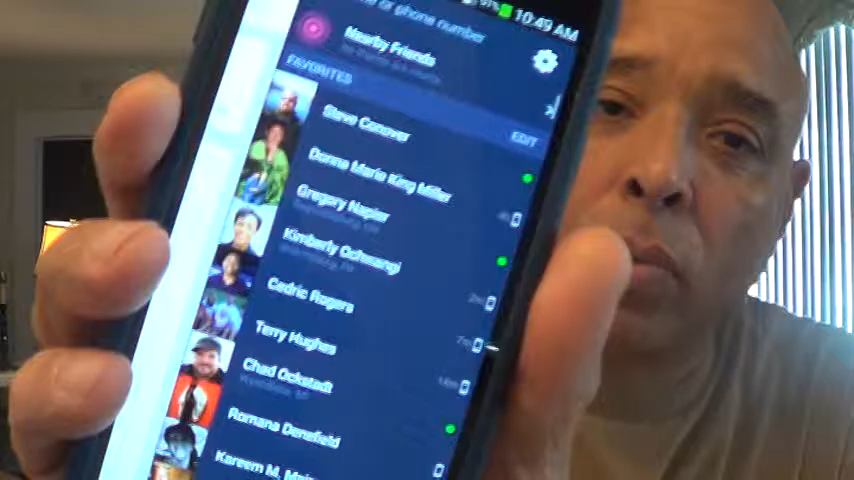 or phone number
97% 10:49 AM
Nearby Friends
FAVORITES
EDIT
Steve Conover
Donna Marie King Miller
Gregory Napier
Kimberly Ochwangi
Cedric Rogers
Terry Hughes
Chad Ockstadt
Romana Denefield
Kareem M.